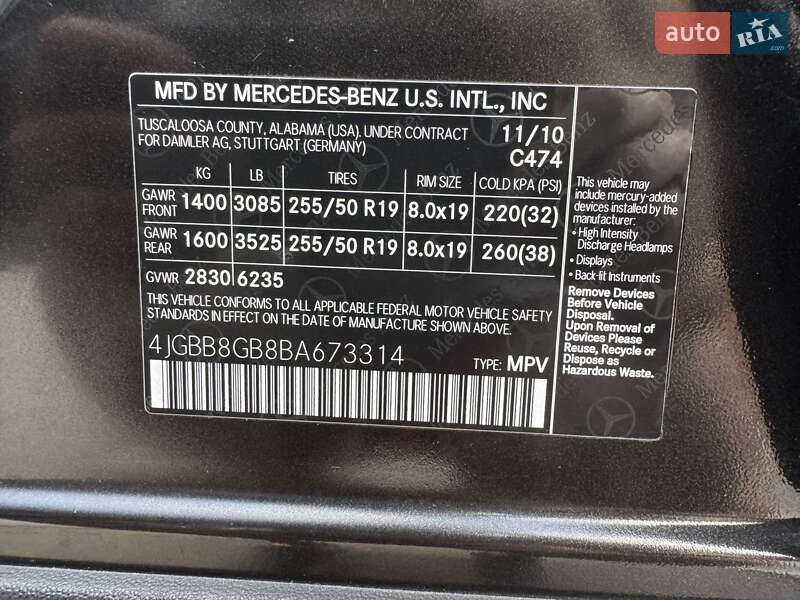 auto RIA
MFD BY MERCEDES-BENZ U.S. INTL., INC
TUSCALOOSA COUNTY, ALABAMA (USA). UNDER CONTRACT
FOR DAIMLER AG, STUTTGART (GERMANY)
11/10
C474
KG LB TIRES RIM SIZE COLD KPA (PSI)
GAWR FRONT 1400 3085 255/50 R19 8.0x19 220(32)
GAWR REAR 1600 3525 255/50 R19 8.0x19 260(38)
GVWR 2830 6235
THIS VEHICLE CONFORMS TO ALL APPLICABLE FEDERAL MOTOR VEHICLE SAFETY
STANDARDS IN EFFECT ON THE DATE OF MANUFACTURE SHOWN ABOVE.
4JGBB8GB8BA673314
TYPE: MPV
This vehicle may
include mercury-added
devices installed by the
manufacturer:
• High Intensity
Discharge Headlamps
• Displays
• Back-lit Instruments
Remove Devices
Before Vehicle
Disposal.
Upon Removal of
Devices Please
Reuse, Recycle or
Dispose as
Hazardous Waste.